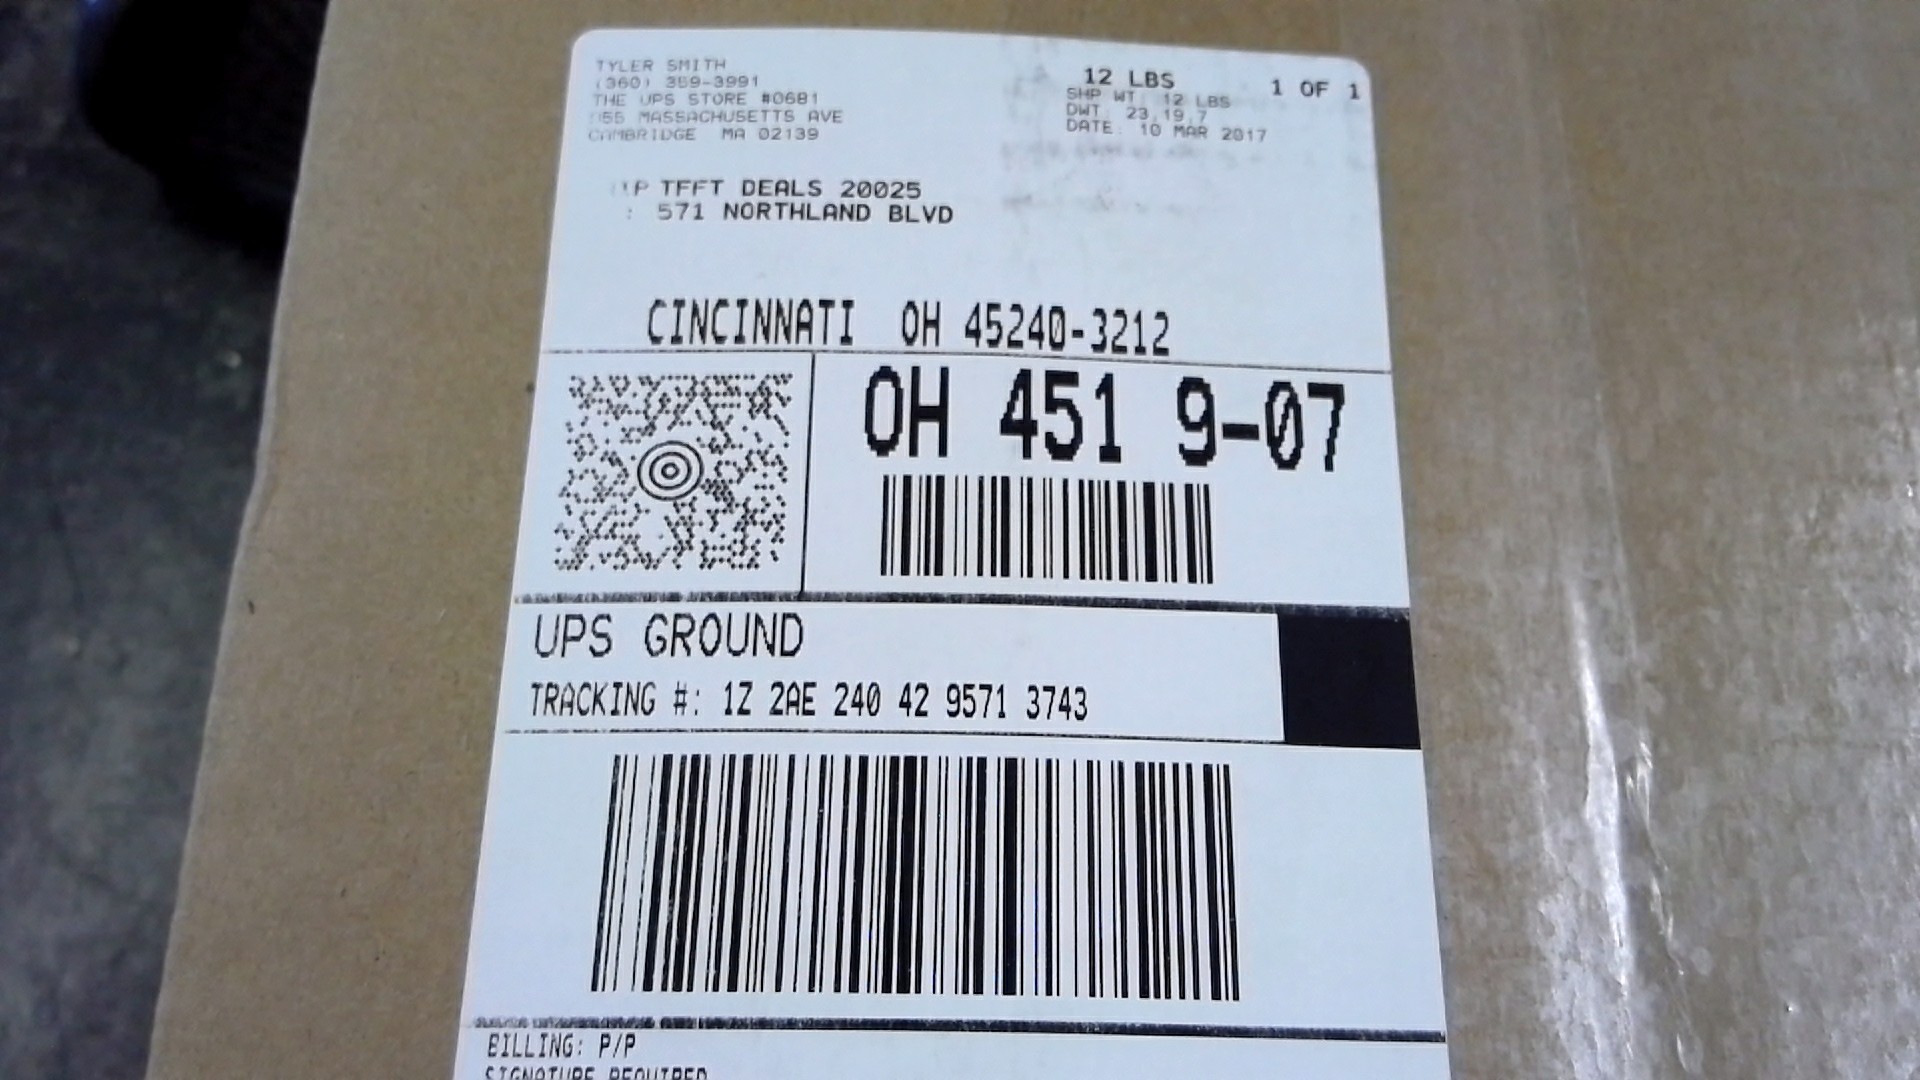 TYLER SMITH
(360) 359-3991
THE UPS STORE #0681
MASSACHUSETTS AVE
CAMBRIDGE MA 02139
12 LBS
1 OF 1
SHP WT: 12 LBS
DWT: 23,19,7
DATE: 10 MAR 2017
TFFT DEALS 20025
571 NORTHLAND BLVD
CINCINNATI OH 45240-3212
OH 451 9-07
UPS GROUND
TRACKING #: 1Z 2AE 240 42 9571 3743
BILLING: P/P
SIGNATURE REQUIRED